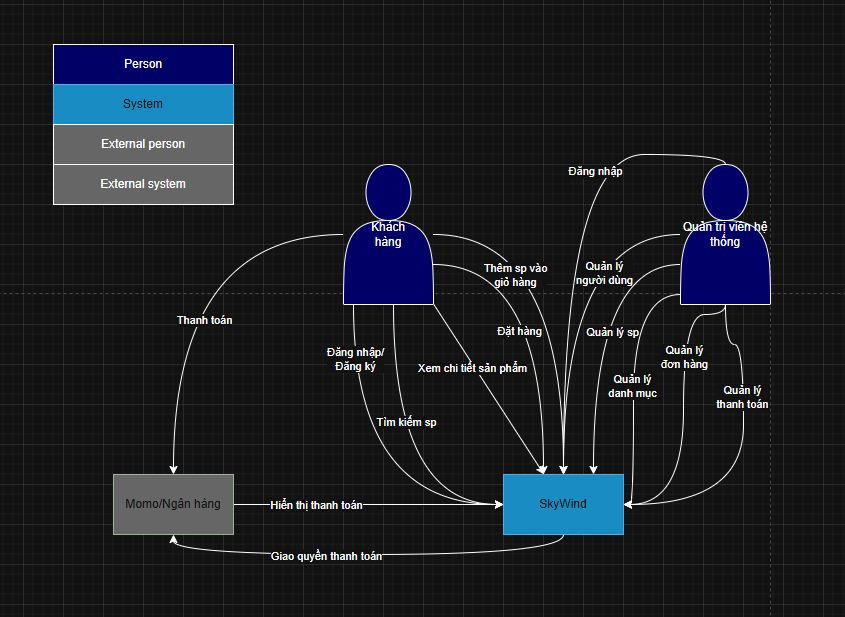 Person
System
External person
External system
Khách
hàng
Quản trị viên hệ
thống
Đăng nhập
Thêm sp vào
giỏ hàng
Quản lý
người dùng
Thanh toán
Đặt hàng
Quản lý sp
Đăng nhập/
Đăng ký
Xem chi tiết sản phẩm
Quản lý
đơn hàng
Quản lý
danh mục
Quản lý
thanh toán
Tìm kiếm sp
Momo/Ngân hàng
Hiển thị thanh toán
SkyWind
Giao quyền thanh toán